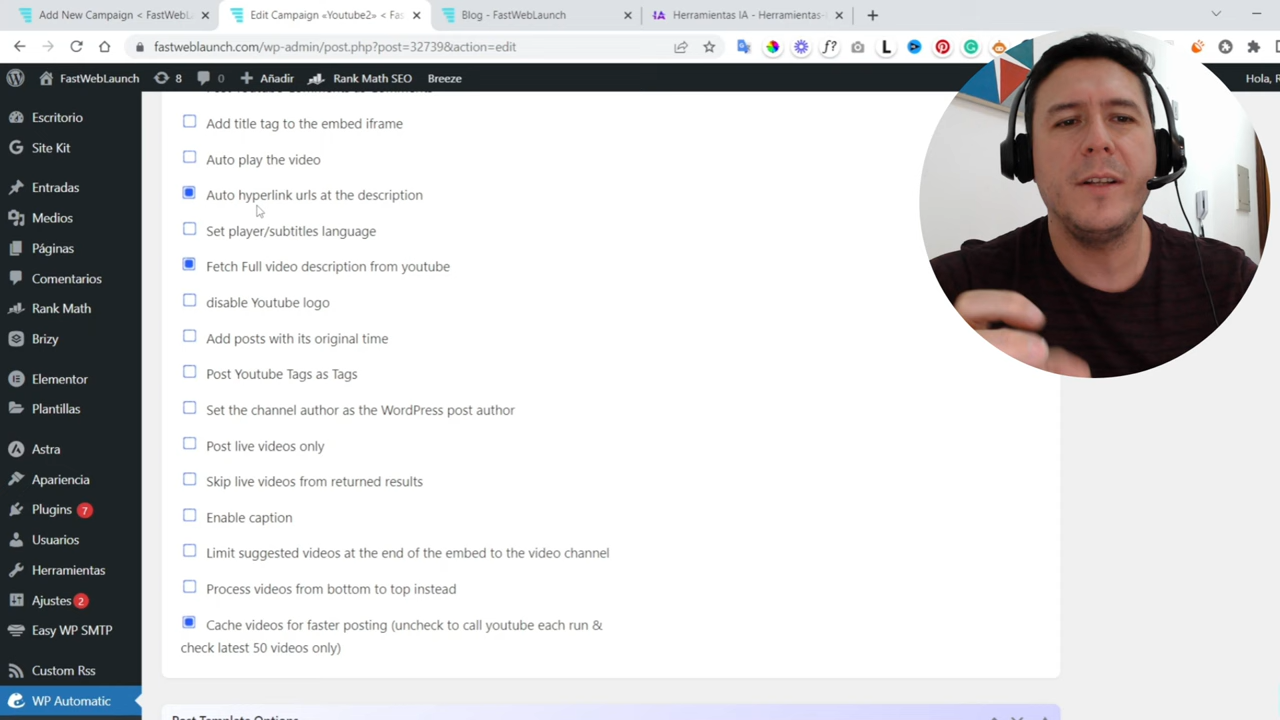 Add New Campaign < FastWebL
Edit Campaign «Youtube2» < Fas
Blog - FastWebLaunch
Herramientas IA - Herramientas-
fastweblaunch.com/wp-admin/post.php?post=32739&action=edit
FastWebLaunch
8
0
Añadir
Rank Math SEO
Breeze
Hola, R
Escritorio
Site Kit
Entradas
Medios
Páginas
Comentarios
Rank Math
Brizy
Elementor
Plantillas
Astra
Apariencia
Plugins 7
Usuarios
Herramientas
Ajustes 2
Easy WP SMTP
Custom Rss
WP Automatic
Add title tag to the embed iframe
Auto play the video
Auto hyperlink urls at the description
Set player/subtitles language
Fetch Full video description from youtube
disable Youtube logo
Add posts with its original time
Post Youtube Tags as Tags
Set the channel author as the WordPress post author
Post live videos only
Skip live videos from returned results
Enable caption
Limit suggested videos at the end of the embed to the video channel
Process videos from bottom to top instead
Cache videos for faster posting (uncheck to call youtube each run &
check latest 50 videos only)
Post Template Options